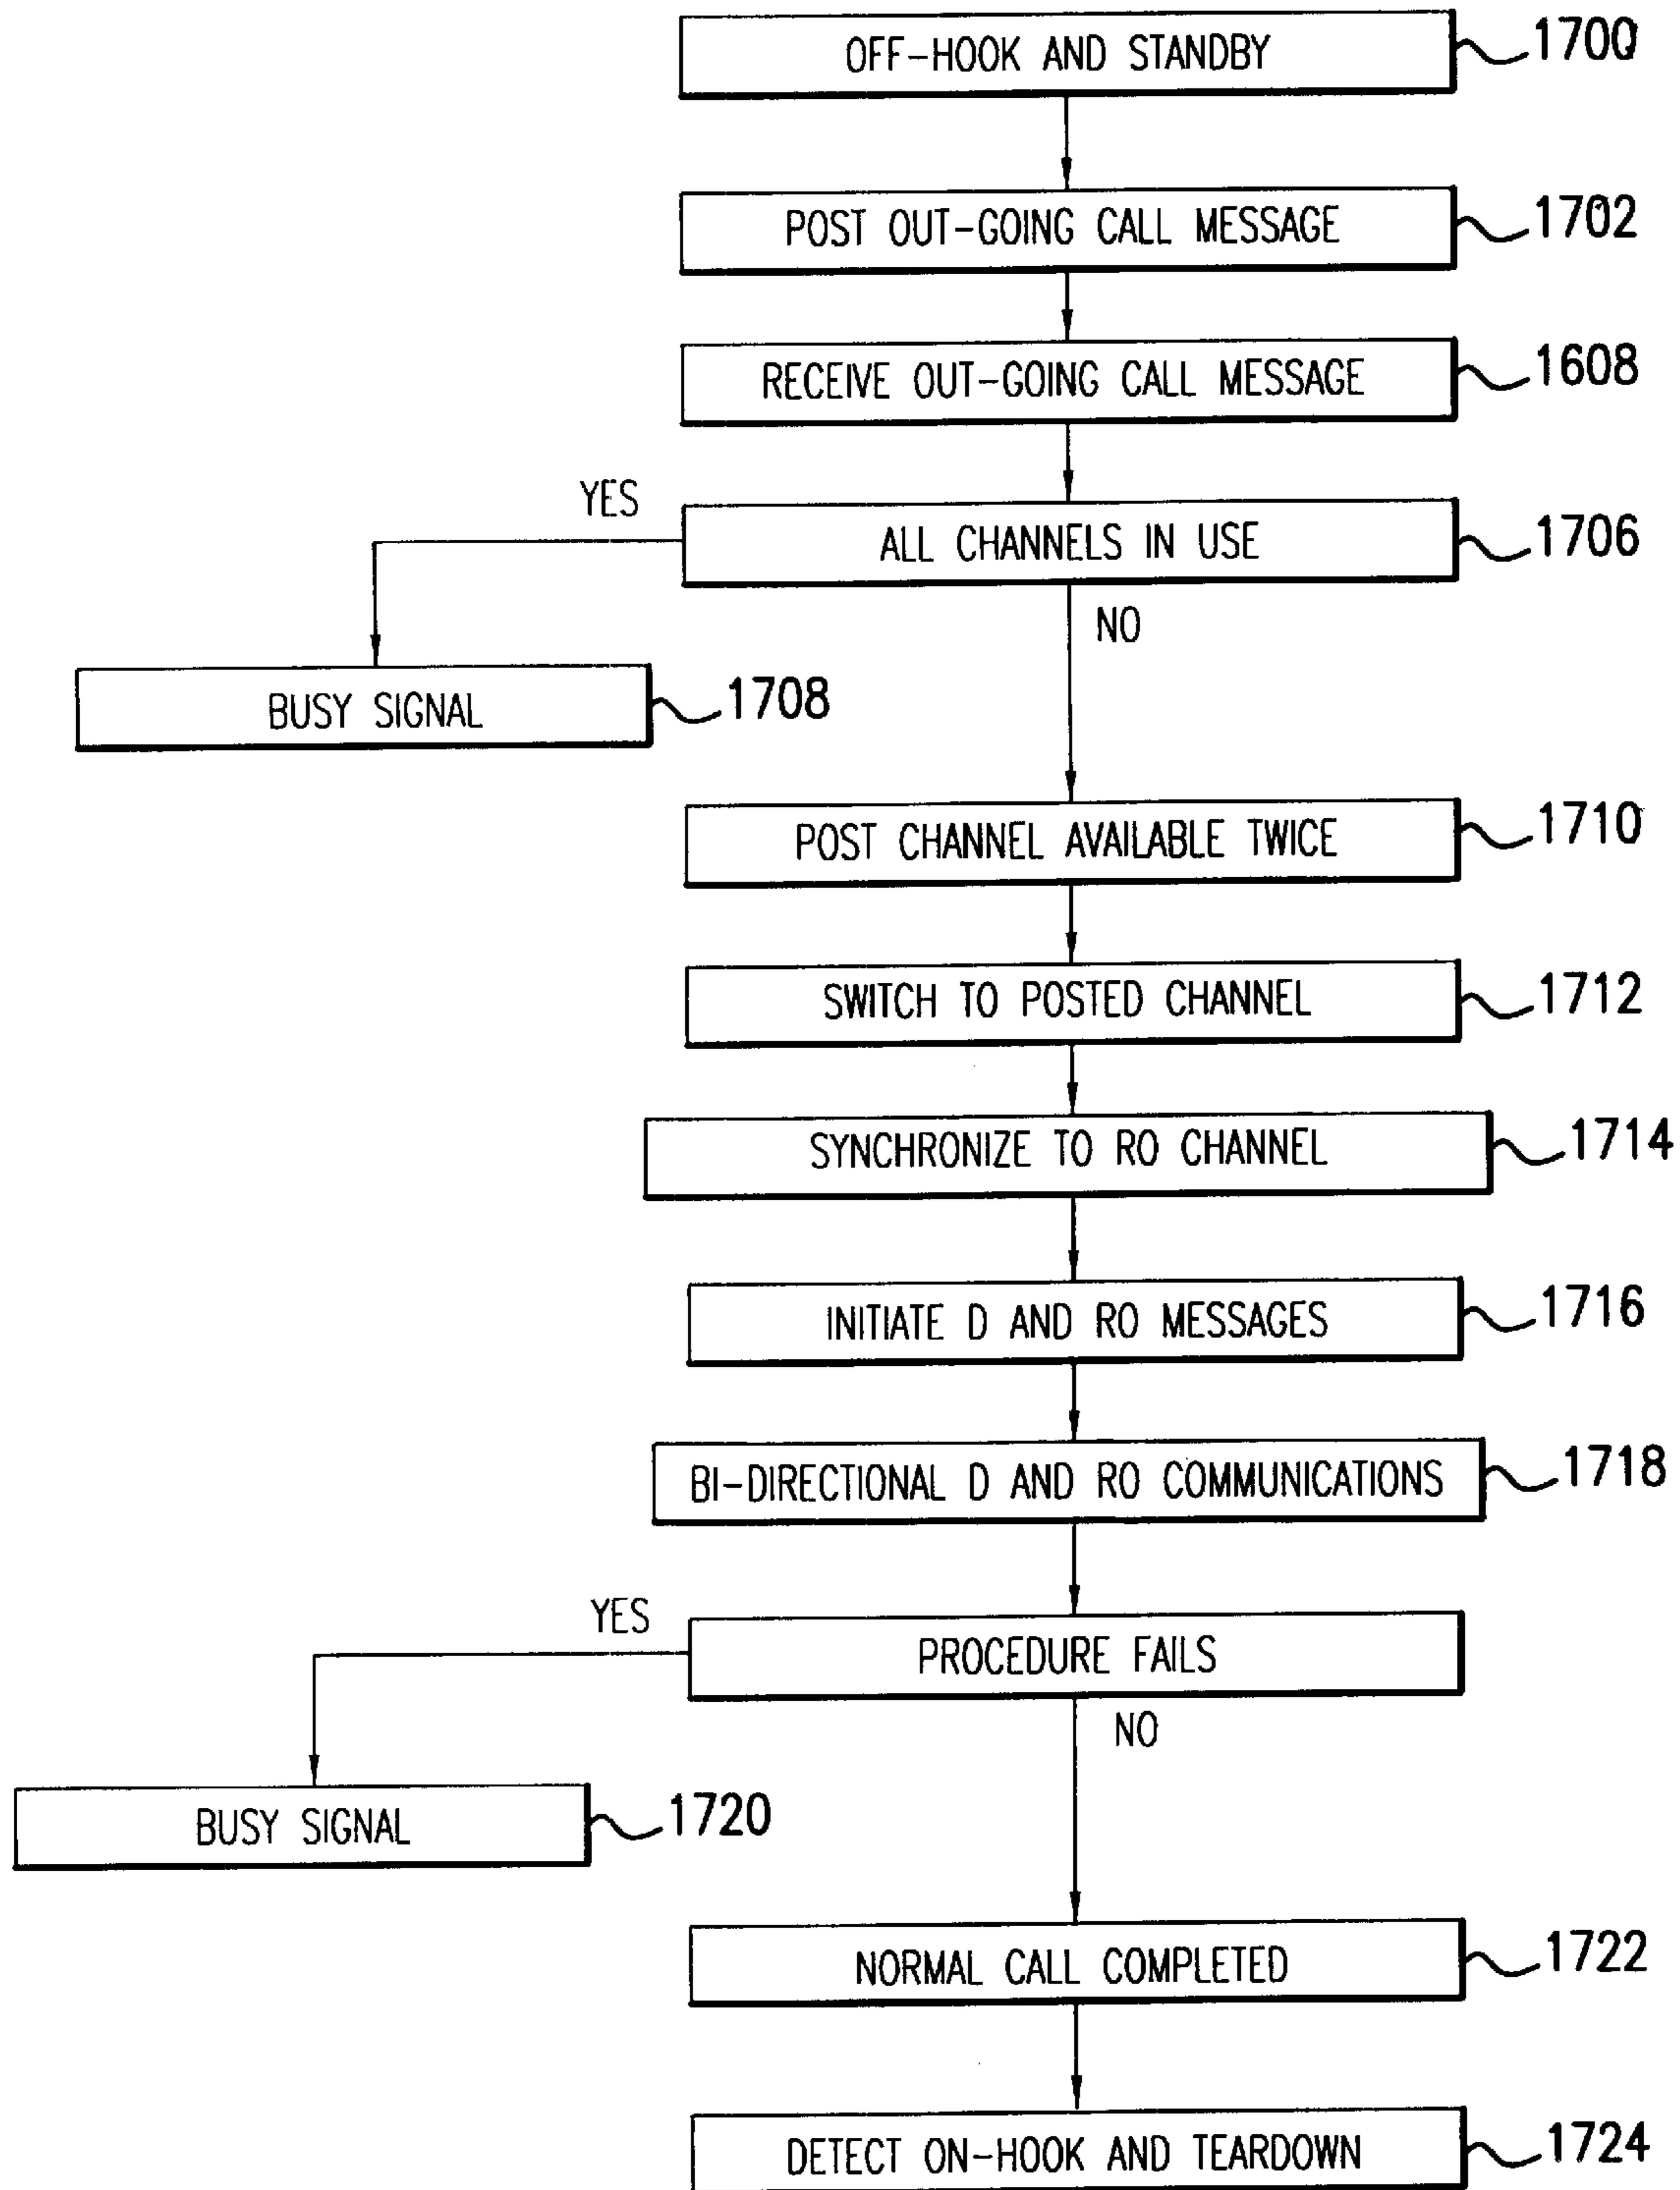 OFF-HOOK AND STANDBY 1700
POST OUT-GOING CALL MESSAGE 1702
RECEIVE OUT-GOING CALL MESSAGE 1608
YES
ALL CHANNELS IN USE 1706
NO
BUSY SIGNAL 1708
POST CHANNEL AVAILABLE TWICE 1710
SWITCH TO POSTED CHANNEL 1712
SYNCHRONIZE TO RO CHANNEL 1714
INITIATE D AND RO MESSAGES 1716
BI-DIRECTIONAL D AND RO COMMUNICATIONS 1718
YES
PROCEDURE FAILS
NO
BUSY SIGNAL 1720
NORMAL CALL COMPLETED 1722
DETECT ON-HOOK AND TEARDOWN 1724